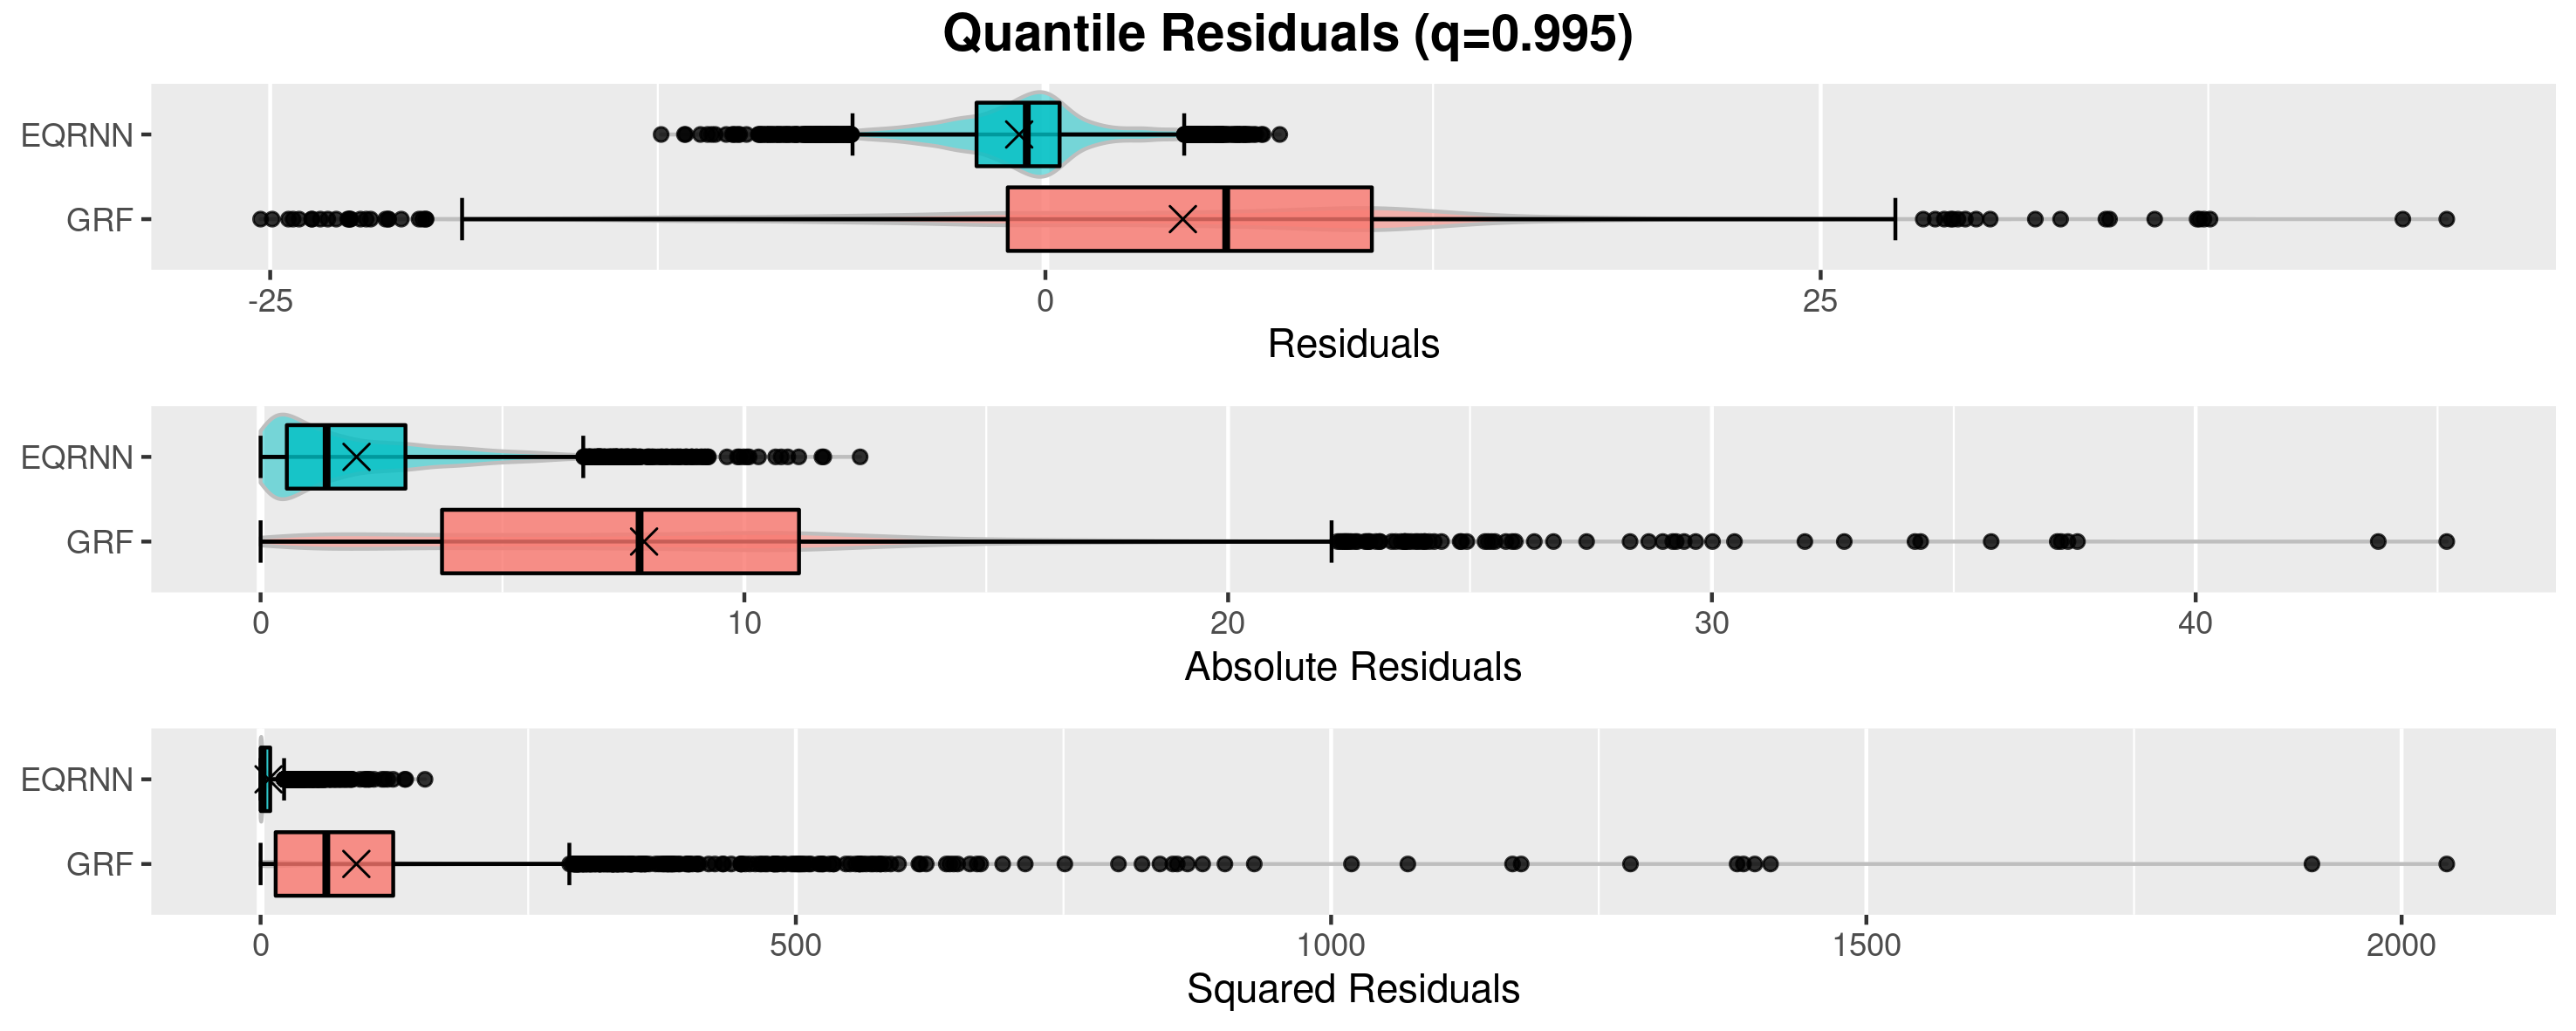 Quantile Residuals (q=0.995)
EQRNN
GRF
-25 0 25
Residuals
EQRNN
GRF
0 10 20 30 40
Absolute Residuals
EQRNN
GRF
0 500 1000 1500 2000
Squared Residuals